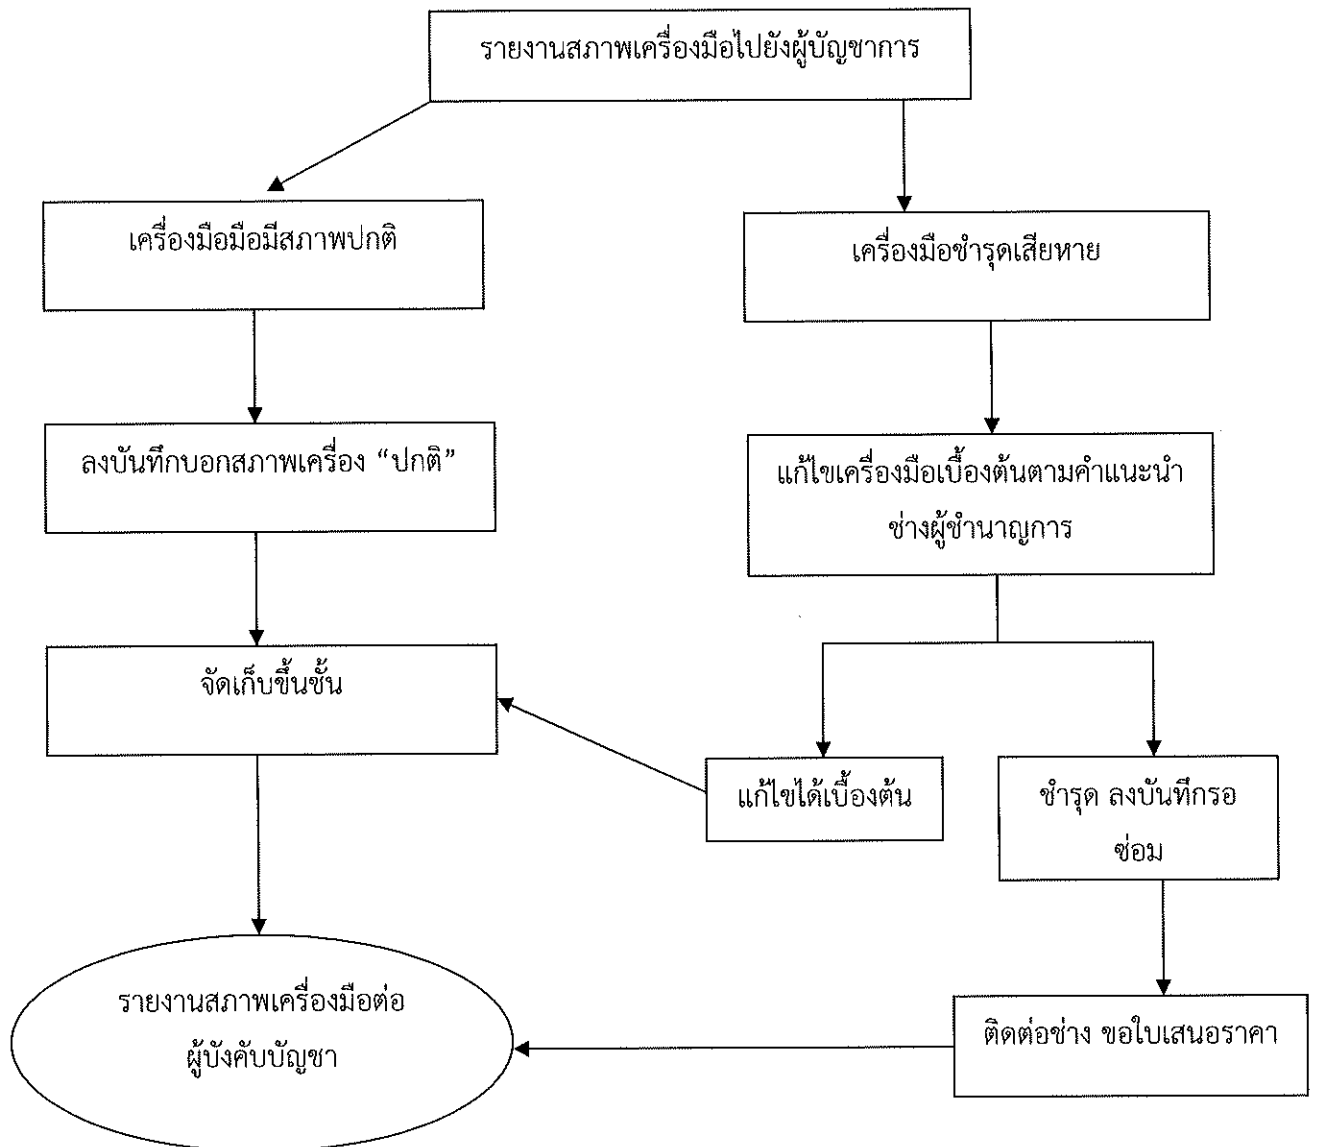 รายงานสภาพเครื่องมือไปยังผู้บัญชาการ
เครื่องมือมือมีสภาพปกติ
เครื่องมือชำรุดเสียหาย
ลงบันทึกบอกสภาพเครื่อง “ปกติ”
แก้ไขเครื่องมือเบื้องต้นตามคำแนะนำ
ช่างผู้ชำนาญการ
จัดเก็บขึ้นชั้น
แก้ไขได้เบื้องต้น
ชำรุด ลงบันทึกรอ
ซ่อม
รายงานสภาพเครื่องมือต่อ
ผู้บังคับบัญชา
ติดต่อช่าง ขอใบเสนอราคา